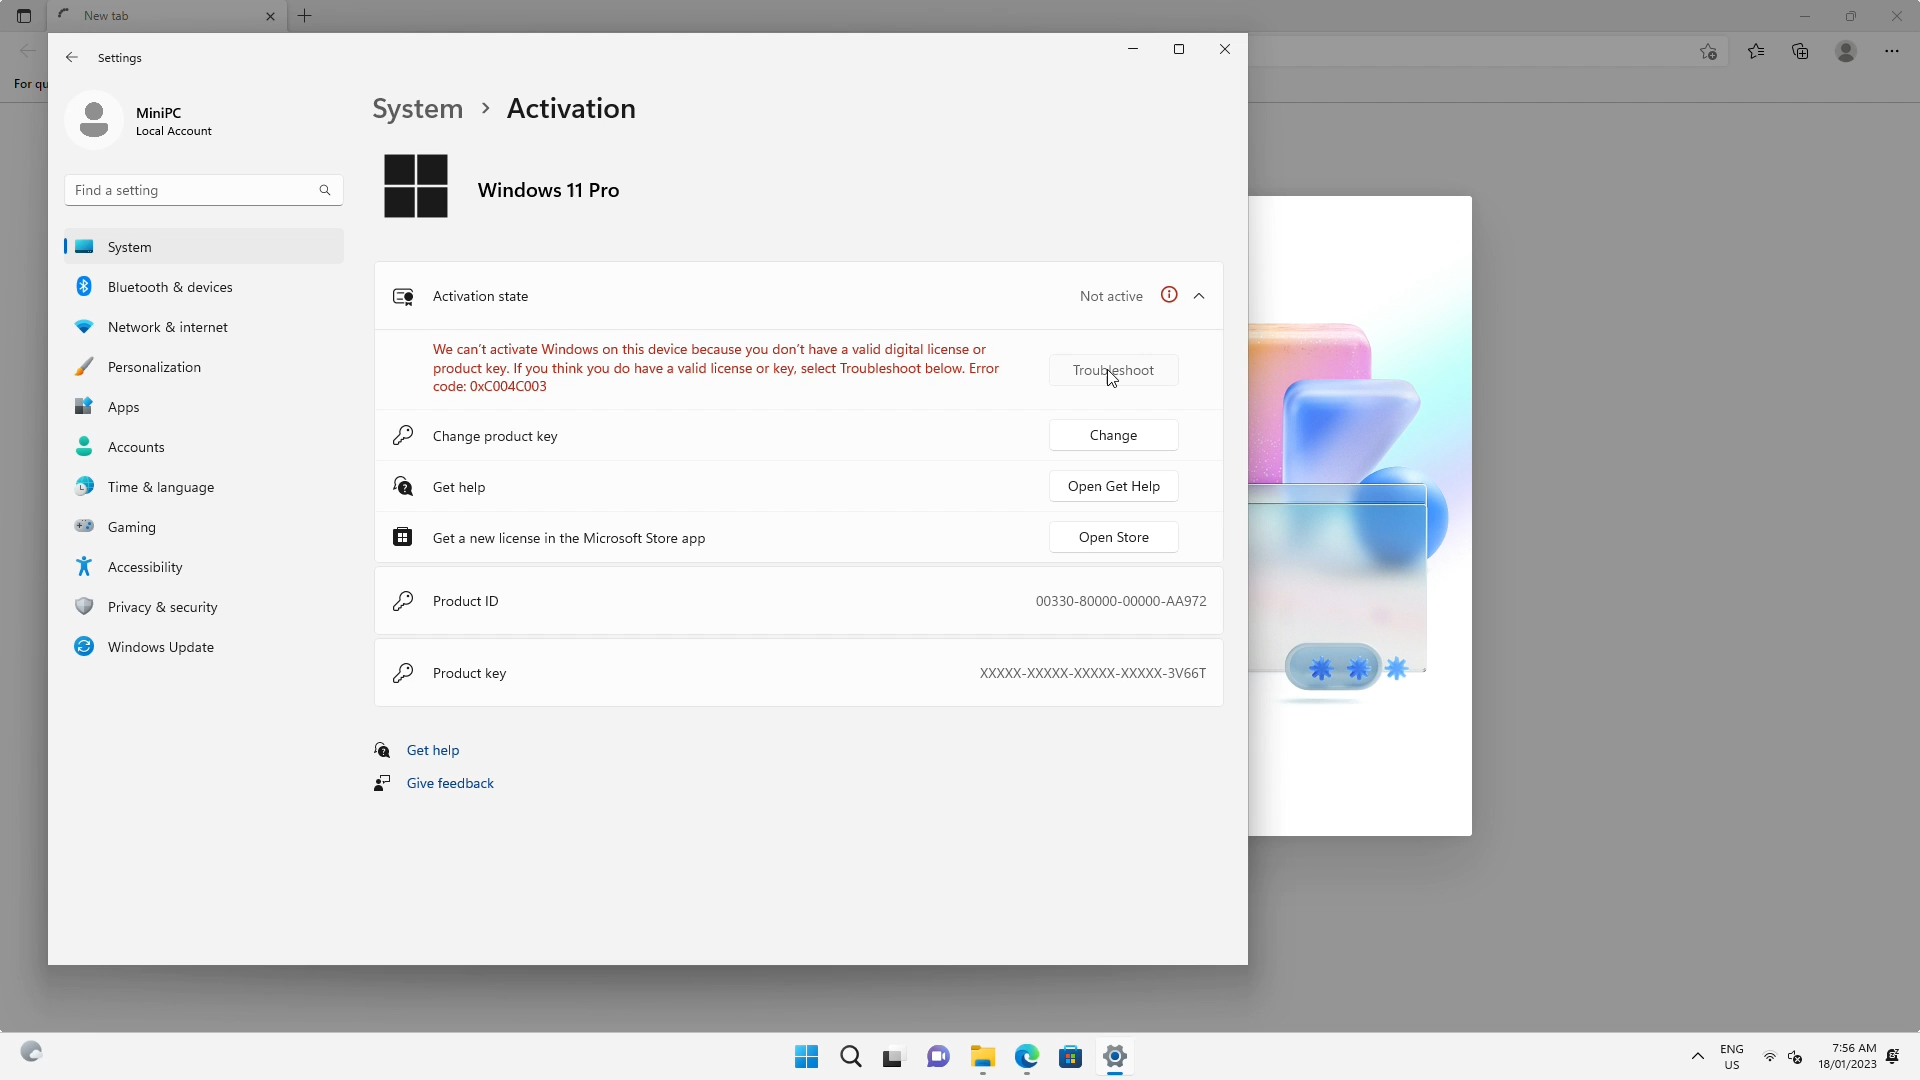 New tab
Settings
For qu
MiniPC
Local Account
System > Activation
Windows 11 Pro
Find a setting
System
Bluetooth & devices
Network & internet
Personalization
Apps
Accounts
Time & language
Gaming
Accessibility
Privacy & security
Windows Update
Activation state
Not active
We can't activate Windows on this device because you don't have a valid digital license or
product key. If you think you do have a valid license or key, select Troubleshoot below. Error
code: 0xC004C003
Troubleshoot
Change product key
Change
Get help
Open Get Help
Get a new license in the Microsoft Store app
Open Store
Product ID
00330-80000-00000-AA972
Product key
XXXXX-XXXXX-XXXXX-XXXXX-3V66T
Get help
Give feedback
ENG
US
7:56 AM
18/01/2023